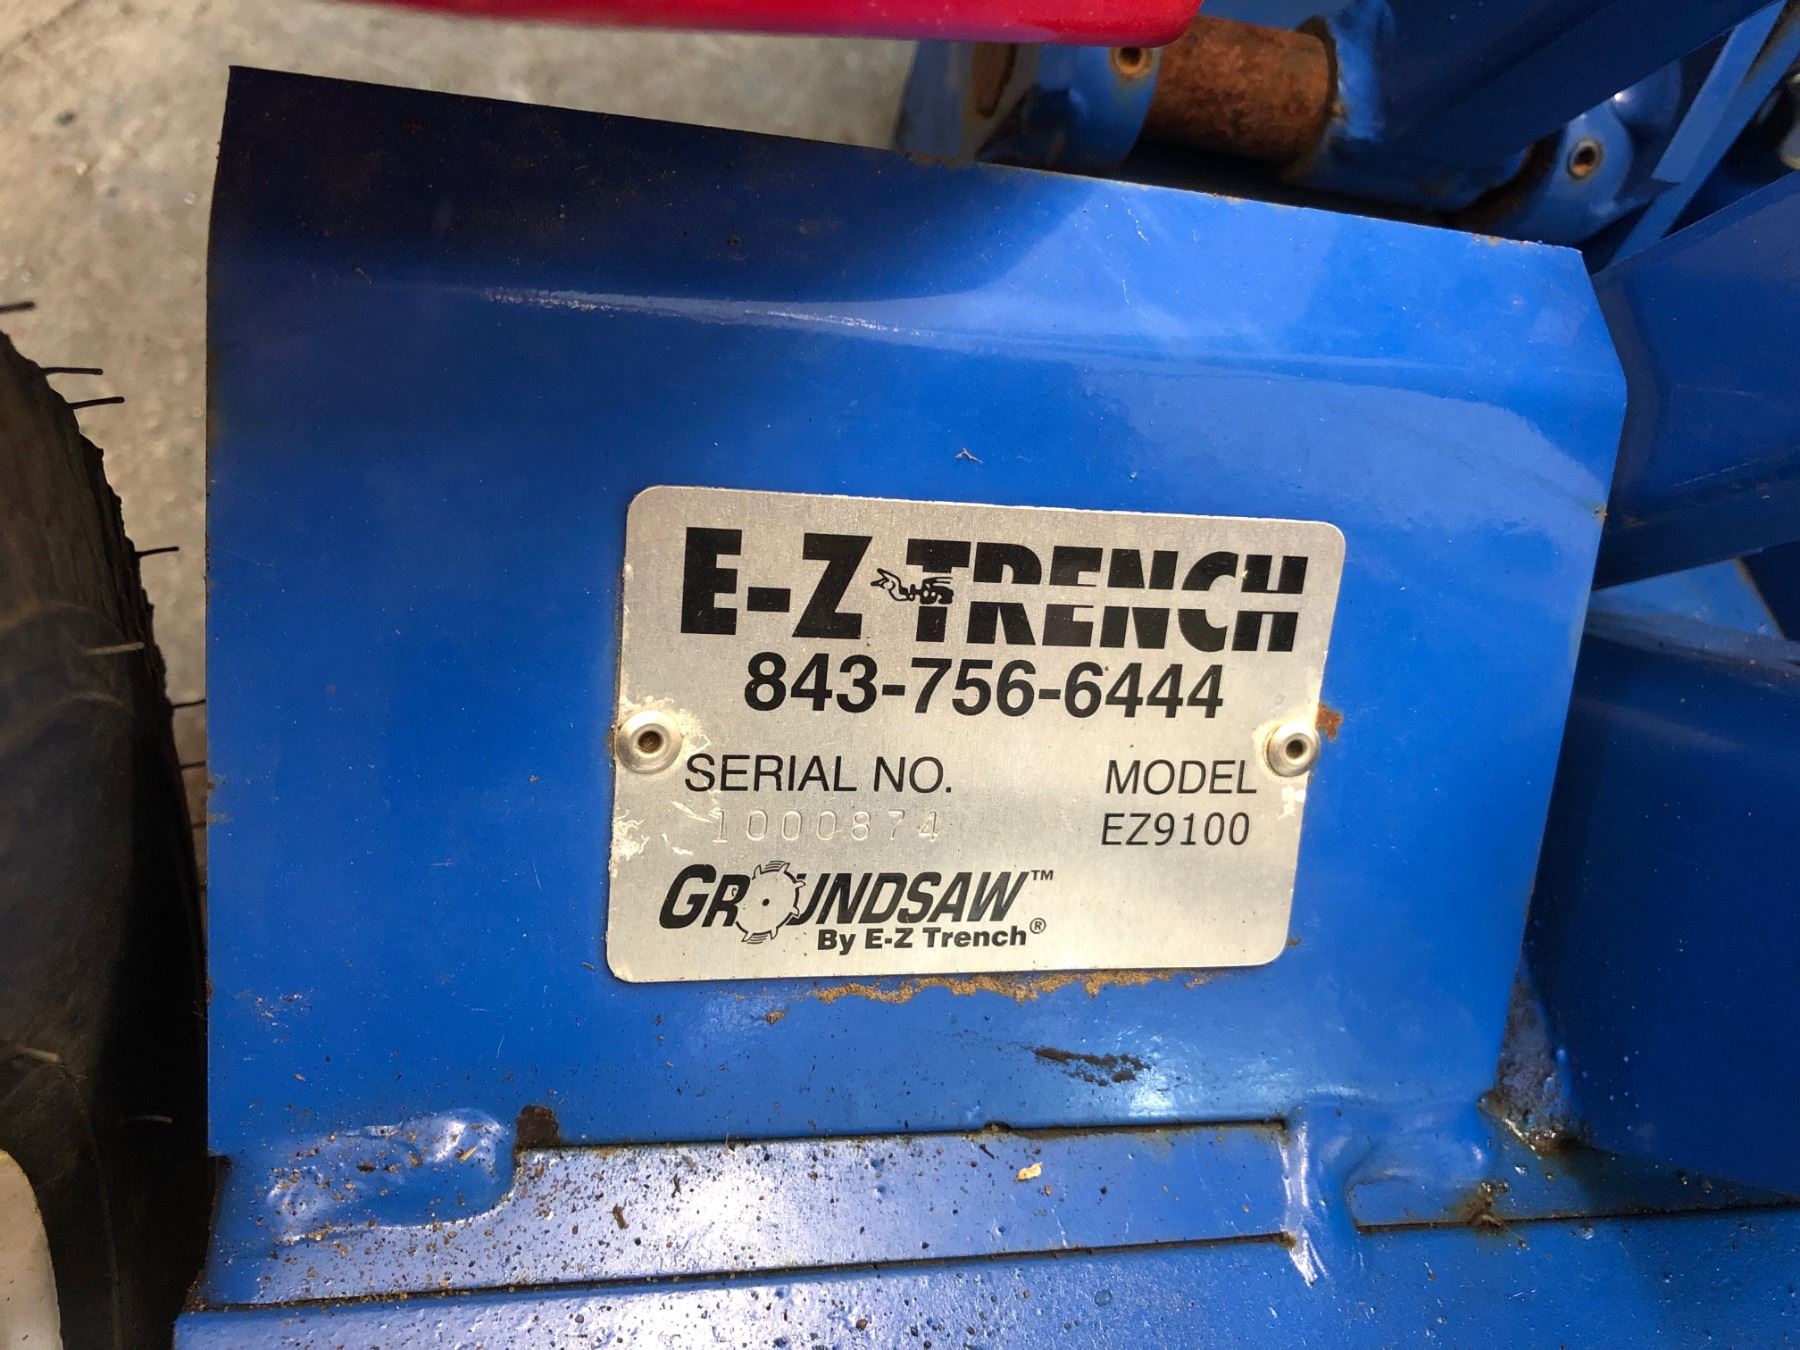 E-Z TRENCH
843-756-6444
SERIAL NO. MODEL
1000874 EZ9100
GROUNDSAW™
By E-Z Trench®